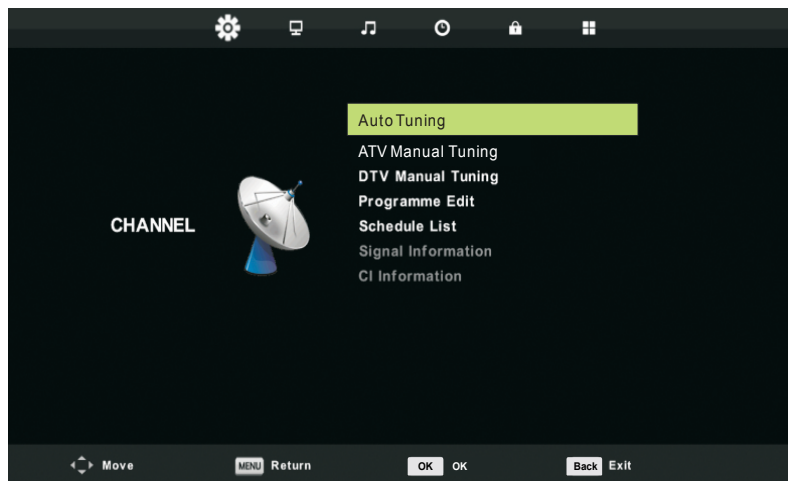 Auto Tuning
ATV Manual Tuning
DTV Manual Tuning
Programme Edit
CHANNEL
Schedule List
Signal Information
CI Information
Move MENU Return OK OK Back Exit